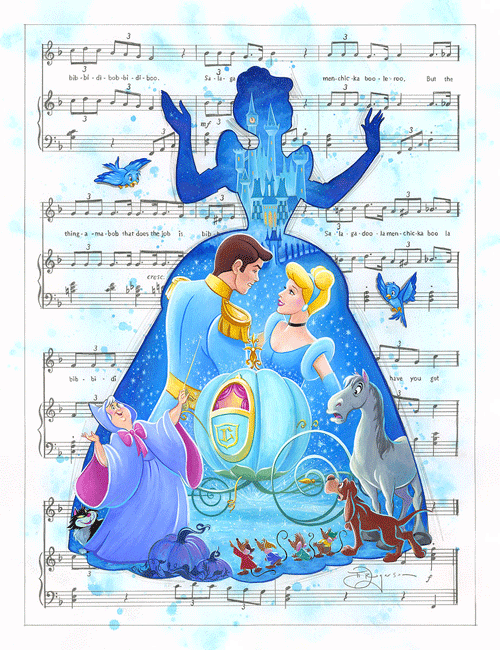 bib - bi - di - bob - bi - di - boo. Sa - la - ga men - chic - ka boo - le - roo, But the
mf
thing - a - ma - bob that does the job is bib Sa - la - ga - doo - la men - chic - ka boo la
cresc.
bib - bi - di have you got
f